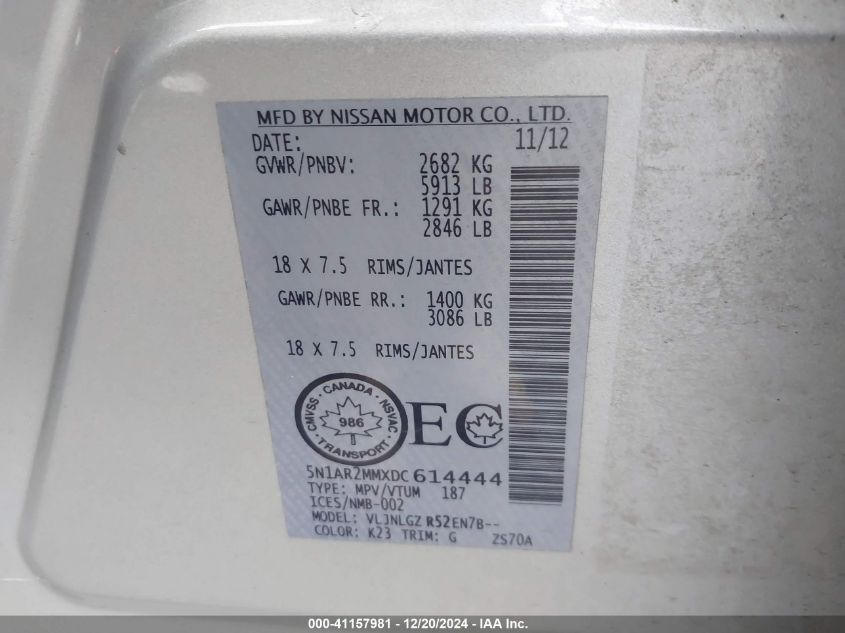 MFD BY NISSAN MOTOR CO., LTD.
DATE: 11/12
GVWR/PNBV: 2682 KG
5913 LB
GAWR/PNBE FR.: 1291 KG
2846 LB
18 X 7.5 RIMS/JANTES
GAWR/PNBE RR.: 1400 KG
3086 LB
18 X 7.5 RIMS/JANTES
CMVSS · CANADA · NSVAC
986
TRANSPORT
EC
5N1AR2MMXDC614444
TYPE: MPV/VTUM 187
ICES/NMB-002
MODEL: VLJNLGZ R52EN7B--
COLOR: K23 TRIM: G ZS70A
000-41157981 - 12/20/2024 - IAA Inc.